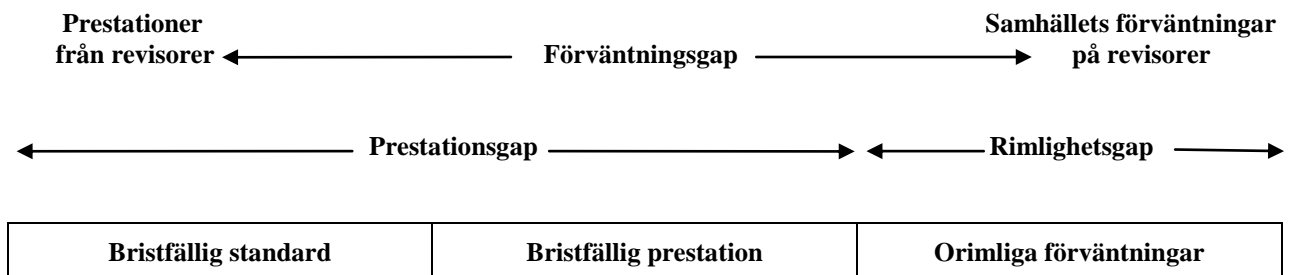 Prestationer
från revisorer
Förväntningsgap
Samhällets förväntningar
på revisorer
Prestationsgap
Rimlighetsgap
Bristfällig standard
Bristfällig prestation
Orimliga förväntningar